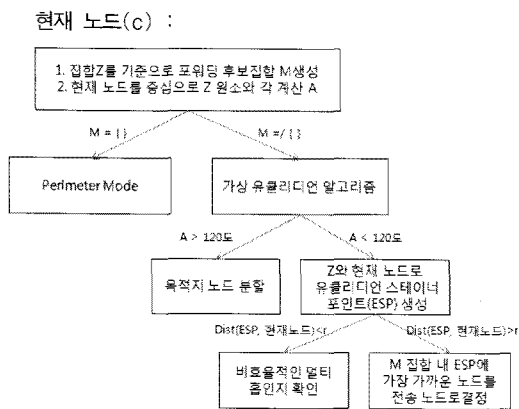 현재 노드(c) :
1. 집합Z를 기준으로 포워딩 후보집합 M생성
2. 현재 노드를 중심으로 Z 원소와 각 계산 A
M = { }
M =/ { }
Perimeter Mode
가상 유클리디언 알고리즘
A > 120도
A < 120도
목적지 노드 분할
Z와 현재 노드로
유클리디언 스테이너
포인트(ESP) 생성
Dist(ESP, 현재노드)<r
Dist(ESP, 현재노드)>r
비효율적인 멀티
홉인지 확인
M 집합 내 ESP에
가장 가까운 노드를
전송 노드로결정